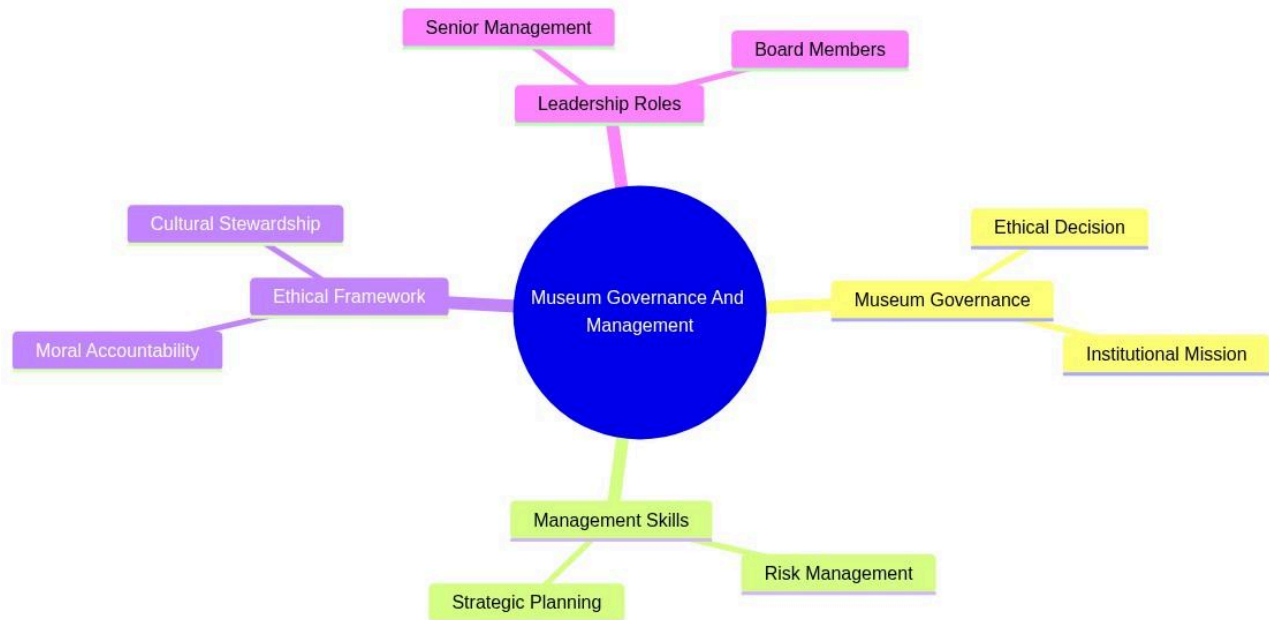 Senior Management
Board Members
Leadership Roles
Cultural Stewardship
Ethical Decision
Ethical Framework
Museum Governance And
Management
Museum Governance
Moral Accountability
Institutional Mission
Management Skills
Risk Management
Strategic Planning